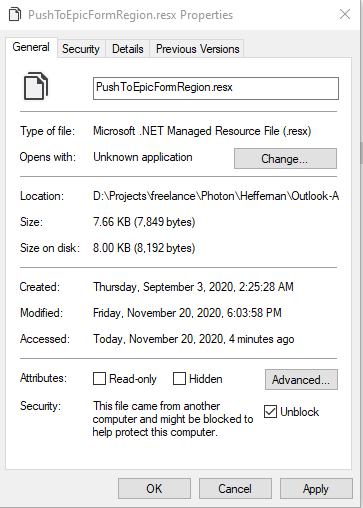 PushToEpicFormRegion.resx Properties
General Security Details Previous Versions
PushToEpicFormRegion.resx
Type of file: Microsoft .NET Managed Resource File (.resx)
Opens with: Unknown application Change...
Location: D:\Projects\freelance\Photon\Heffernan\Outlook-A
Size: 7.66 KB (7,849 bytes)
Size on disk: 8.00 KB (8,192 bytes)
Created: Thursday, September 3, 2020, 2:25:28 AM
Modified: Friday, November 20, 2020, 6:03:58 PM
Accessed: Today, November 20, 2020, 4 minutes ago
Attributes: Read-only Hidden Advanced...
Security: This file came from another
computer and might be blocked to
help protect this computer.
Unblock
OK Cancel Apply